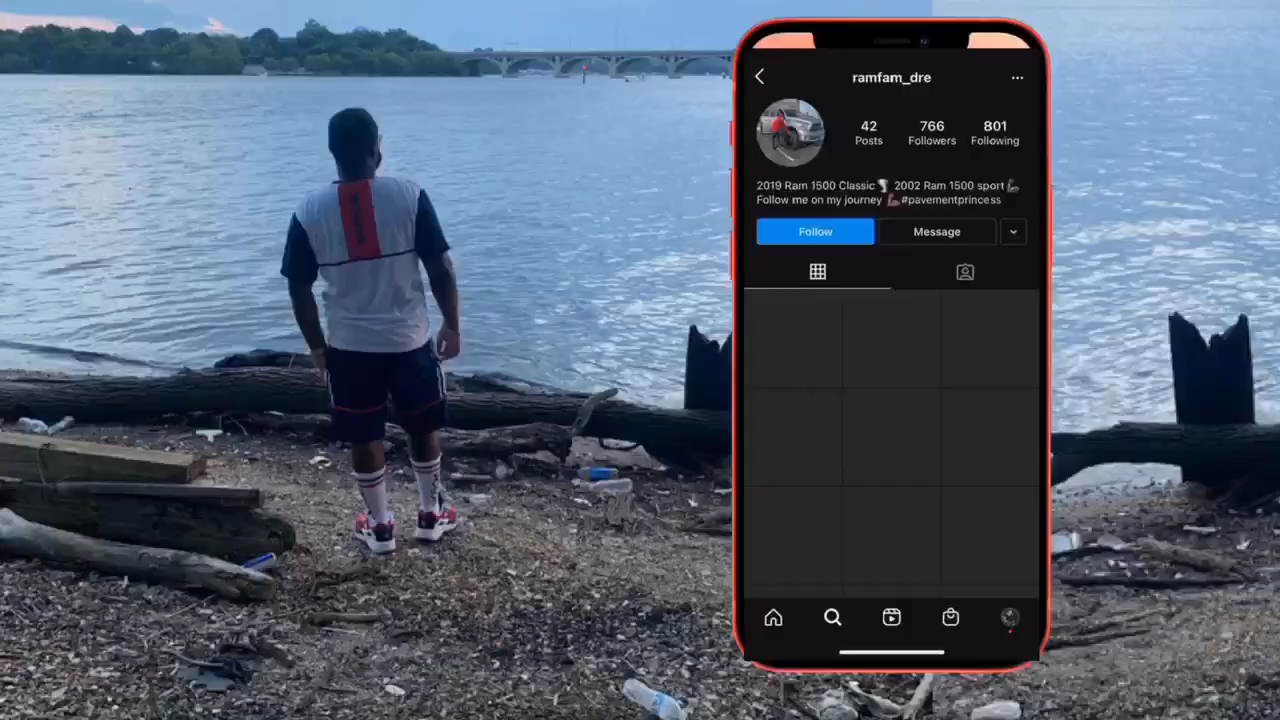 ramfam_dre
42
766
801
Posts
Followers
Following
2019 Ram 1500 Classic🌪 2002 Ram 1500 sport🦾
Follow me on my journey 🦾#pavementprincess
Follow
Message